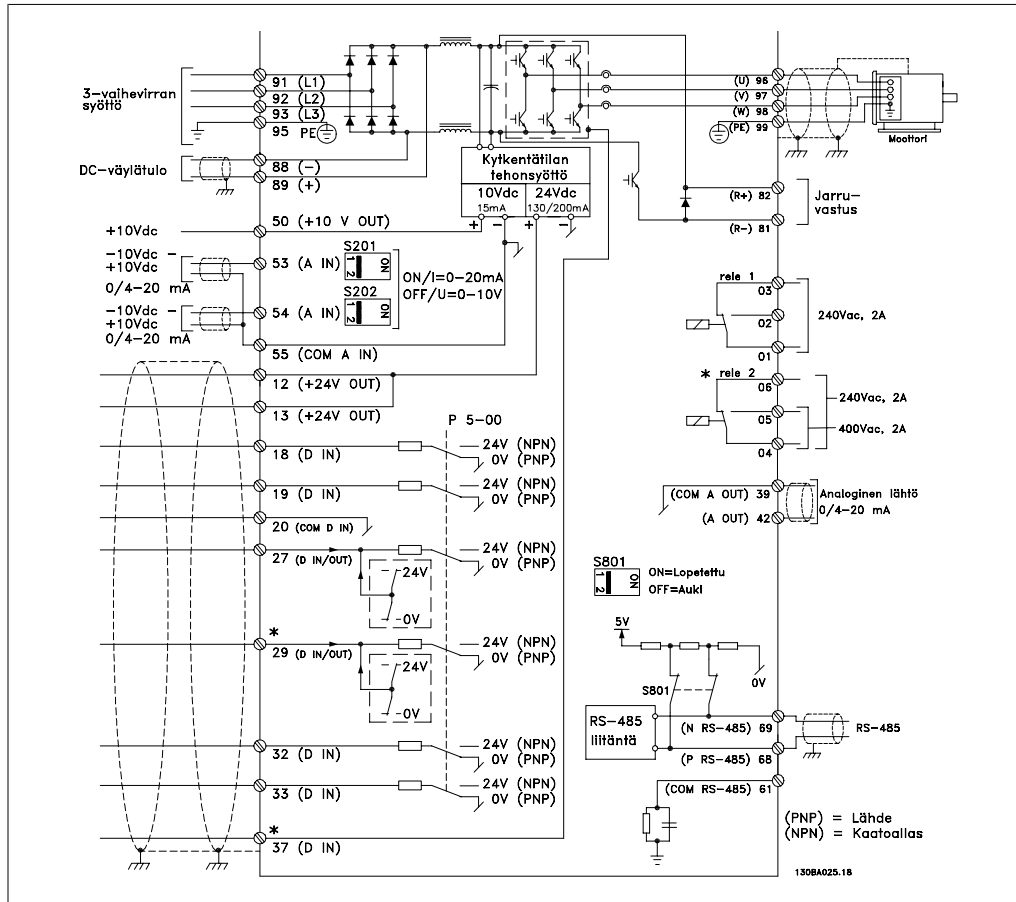 3-vaihevirran
syöttö
91 (L1)
92 (L2)
93 (L3)
95 PE
DC-väylätulo
88 (-)
89 (+)
50 (+10 V OUT)
+10Vdc
S201
ON
1 2
53 (A IN)
-10Vdc -
+10Vdc
0/4-20 mA
ON/I=0-20mA
OFF/U=0-10V
S202
ON
1 2
54 (A IN)
-10Vdc -
+10Vdc
0/4-20 mA
55 (COM A IN)
12 (+24V OUT)
13 (+24V OUT)
P 5-00
18 (D IN)
24V (NPN)
0V (PNP)
19 (D IN)
24V (NPN)
0V (PNP)
20 (COM D IN)
27 (D IN/OUT)
24V (NPN)
0V (PNP)
24V
0V
*
29 (D IN/OUT)
24V (NPN)
0V (PNP)
24V
0V
32 (D IN)
24V (NPN)
0V (PNP)
33 (D IN)
24V (NPN)
0V (PNP)
*
37 (D IN)
Kytkentätilan
tehonsyöttö
10Vdc 24Vdc
15mA 130/200mA
+ - + -
(U) 96
(V) 97
(W) 98
(PE) 99
Moottori
(R+) 82
(R-) 81
Jarru-
vastus
rele 1
03
02
01
240Vac, 2A
* rele 2
06
05
04
240Vac, 2A
400Vac, 2A
(COM A OUT) 39
(A OUT) 42
Analoginen lähtö
0/4-20 mA
S801
ON
1 2
ON=Lopetettu
OFF=Auki
5V
0V
S801
RS-485
liitäntä
(N RS-485) 69
(P RS-485) 68
(COM RS-485) 61
RS-485
(PNP) = Lähde
(NPN) = Kaatoallas
130BA025.18